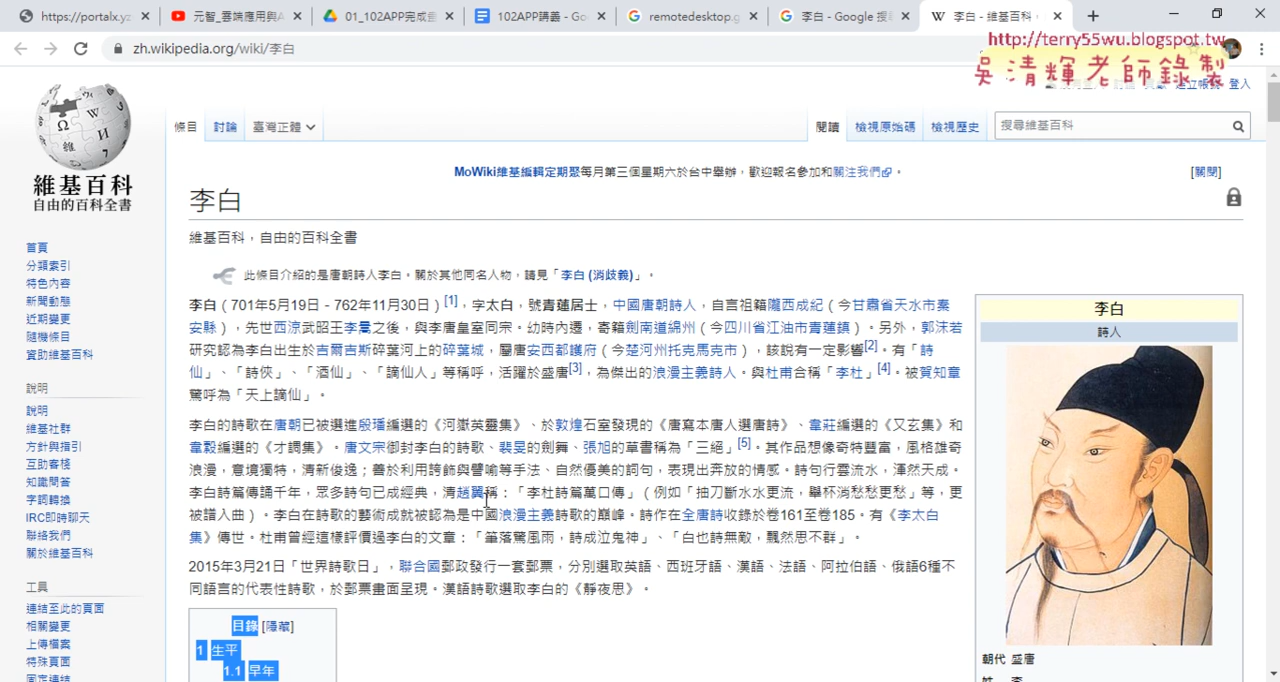 https://portalx.yz
元智_雲端應用與A
01_102APP完成畫
102APP講義 - Goo
remotedesktop.g
李白 - Google 搜尋
李白 - 維基百科,
zh.wikipedia.org/wiki/李白
http://terry55wu.blogspot.tw
吳清輝老師錄製
登入
條目 討論 臺灣正體
閱讀 檢視原始碼 檢視歷史 搜尋維基百科
MoWiki維基編輯定期聚每月第三個星期六於台中舉辦,歡迎報名參加和關注我們。 [關閉]
維基百科
自由的百科全書
李白
維基百科,自由的百科全書
此條目介紹的是唐朝詩人李白。關於其他同名人物,請見「李白 (消歧義)」。
李白(701年5月19日-762年11月30日)[1],字太白,號青蓮居士,中國唐朝詩人,自言祖籍隴西成紀(今甘肅省天水市秦
安縣),先世西涼武昭王李暠之後,與李唐皇室同宗。幼時內遷,寄籍劍南道綿州(今四川省江油市青蓮鎮)。另外,郭沫若
研究認為李白出生於吉爾吉斯碎葉河上的碎葉城,屬唐安西都護府(今楚河州托克馬克市),該說有一定影響[2]。有「詩
仙」、「詩俠」、「酒仙」、「謫仙人」等稱呼,活躍於盛唐[3],為傑出的浪漫主義詩人。與杜甫合稱「李杜」[4]。被賀知章
驚呼為「天上謫仙」。
李白的詩歌在唐朝已被選進殷璠編選的《河嶽英靈集》、於敦煌石室發現的《唐寫本唐人選唐詩》、韋莊編選的《又玄集》和
韋縠編選的《才調集》。唐文宗御封李白的詩歌、裴旻的劍舞、張旭的草書稱為「三絕」[5]。其作品想像奇特豐富,風格雄奇
浪漫,意境獨特,清新俊逸;善於利用誇飾與譬喻等手法、自然優美的詞句,表現出奔放的情感。詩句行雲流水,渾然天成。
李白詩篇傳誦千年,眾多詩句已成經典,清趙翼稱:「李杜詩篇萬口傳」(例如「抽刀斷水水更流,舉杯消愁愁更愁」等,更
被譜入曲)。李白在詩歌的藝術成就被認為是中國浪漫主義詩歌的巔峰。詩作在全唐詩收錄於卷161至卷185。有《李太白
集》傳世。杜甫曾經這樣評價過李白的文章:「筆落驚風雨,詩成泣鬼神」、「白也詩無敵,飄然思不群」。
2015年3月21日「世界詩歌日」,聯合國郵政發行一套郵票,分別選取英語、西班牙語、漢語、法語、阿拉伯語、俄語6種不
同語言的代表性詩歌,於郵票畫面呈現。漢語詩歌選取李白的《靜夜思》。
目錄 [隱藏]
1 生平
1.1 早年
李白
詩人
朝代 盛唐
姓 李
首頁
分類索引
特色內容
新聞動態
近期變更
隨機條目
資助維基百科
說明
說明
維基社群
方針與指引
互助客棧
知識問答
字詞轉換
IRC即時聊天
聯絡我們
關於維基百科
工具
連結至此的頁面
相關變更
上傳檔案
特殊頁面
固定連結